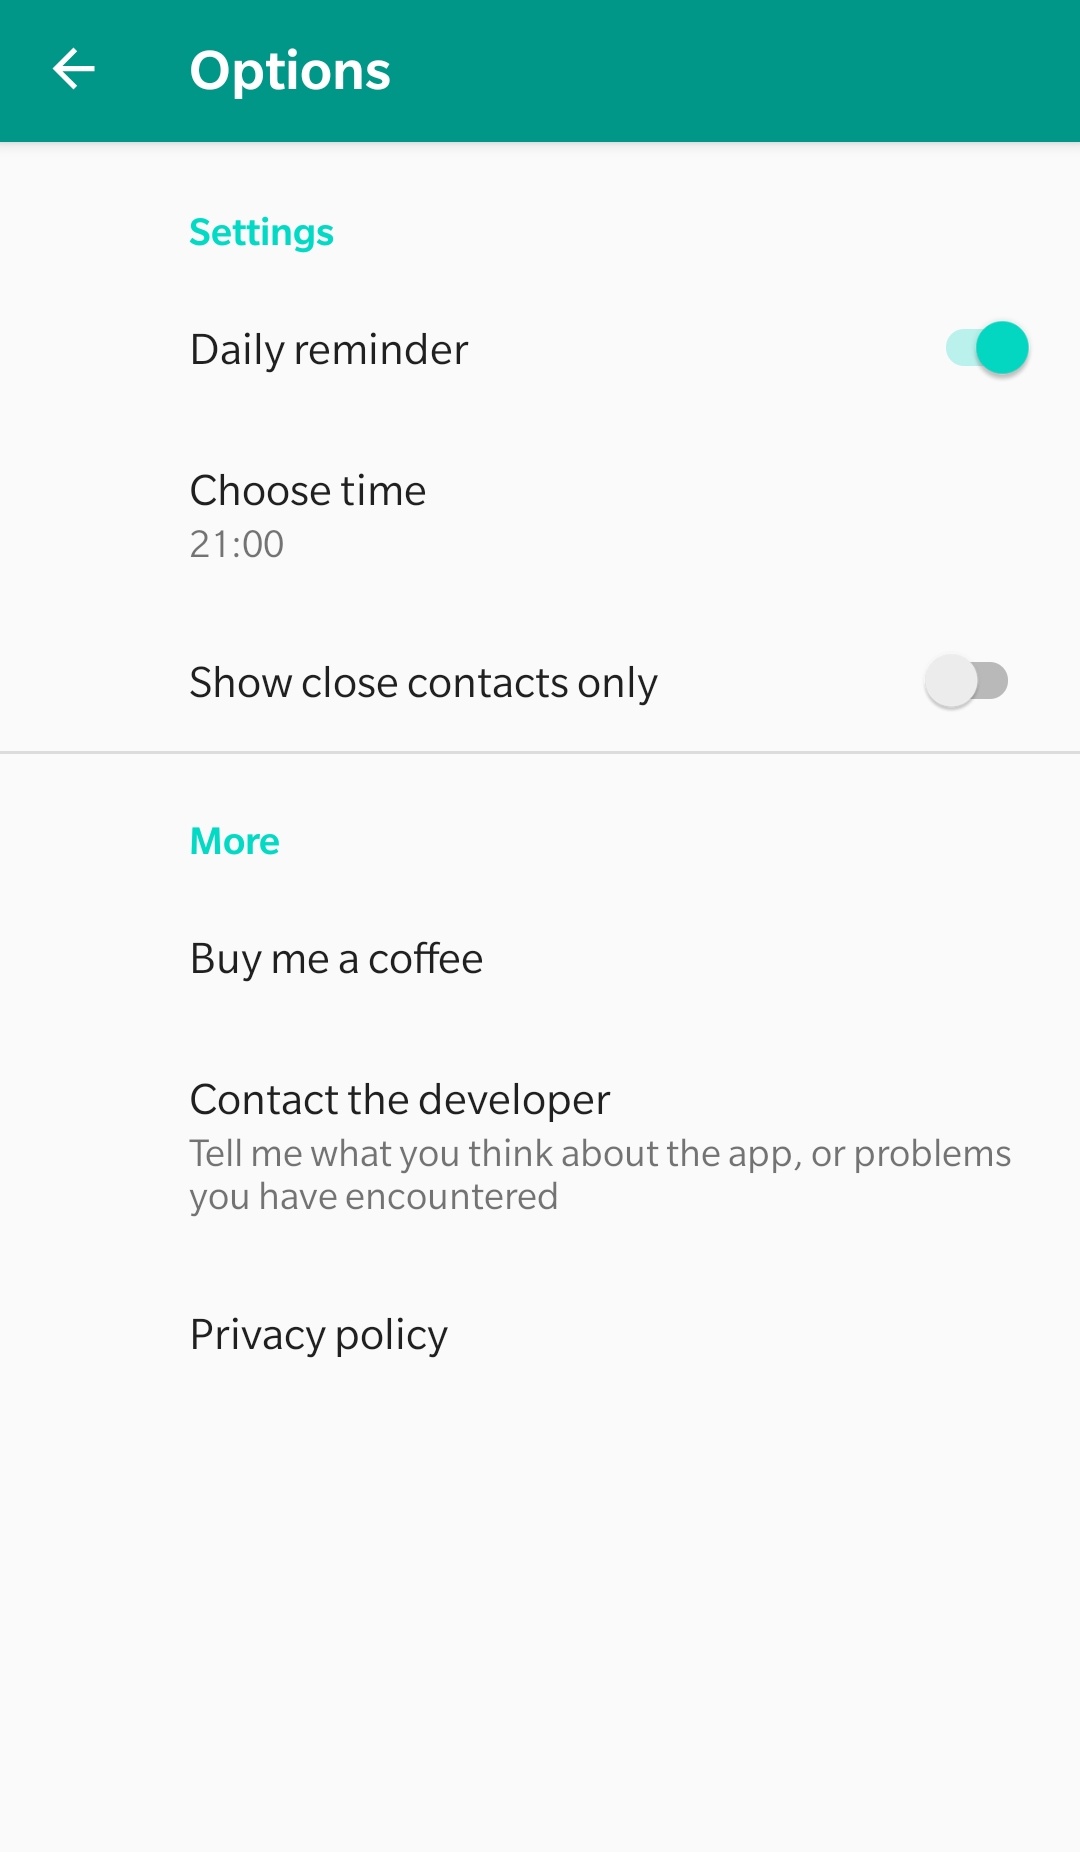 Options
Settings
Daily reminder
Choose time
21:00
Show close contacts only
More
Buy me a coffee
Contact the developer
Tell me what you think about the app, or problems
you have encountered
Privacy policy